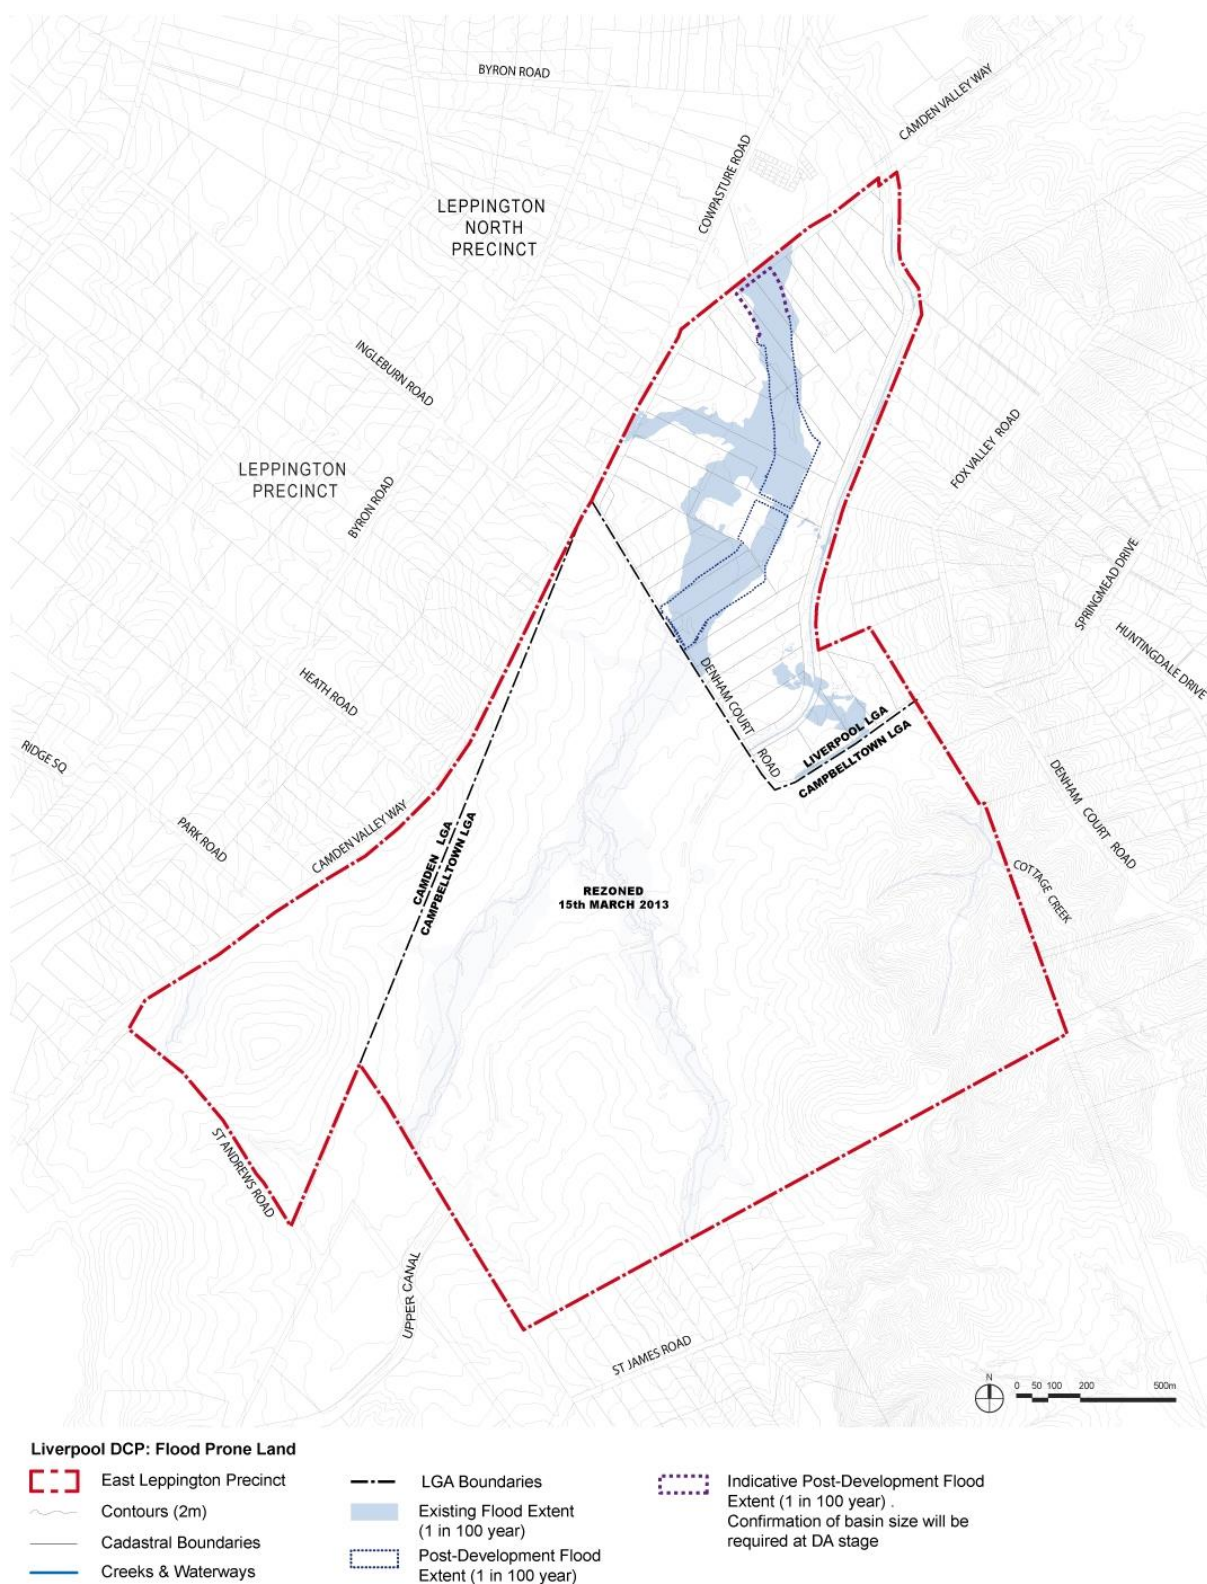 BYRON ROAD
CAMDEN VALLEY WAY
COWPASTURE ROAD
LEPPINGTON
NORTH
PRECINCT
INGLEBURN ROAD
LEPPINGTON
PRECINCT
BYRON ROAD
FOX VALLEY ROAD
SPRINGMEAD DRIVE
HUNTINGDALE DRIVE
HEATH ROAD
DENHAM COURT
ROAD
RIDGE SQ
LIVERPOOL LGA
CAMPBELLTOWN LGA
DENHAM COURT ROAD
PARK ROAD
CAMDEN VALLEY WAY
CAMDEN LGA
CAMPBELLTOWN LGA
COTTAGE CREEK
REZONED
15th MARCH 2013
ST ANDREWS ROAD
UPPER CANAL
ST JAMES ROAD
N
0 50 100 200 500m
Liverpool DCP: Flood Prone Land
East Leppington Precinct
Contours (2m)
Cadastral Boundaries
Creeks & Waterways
LGA Boundaries
Existing Flood Extent
(1 in 100 year)
Post-Development Flood
Extent (1 in 100 year)
Indicative Post-Development Flood
Extent (1 in 100 year) .
Confirmation of basin size will be
required at DA stage